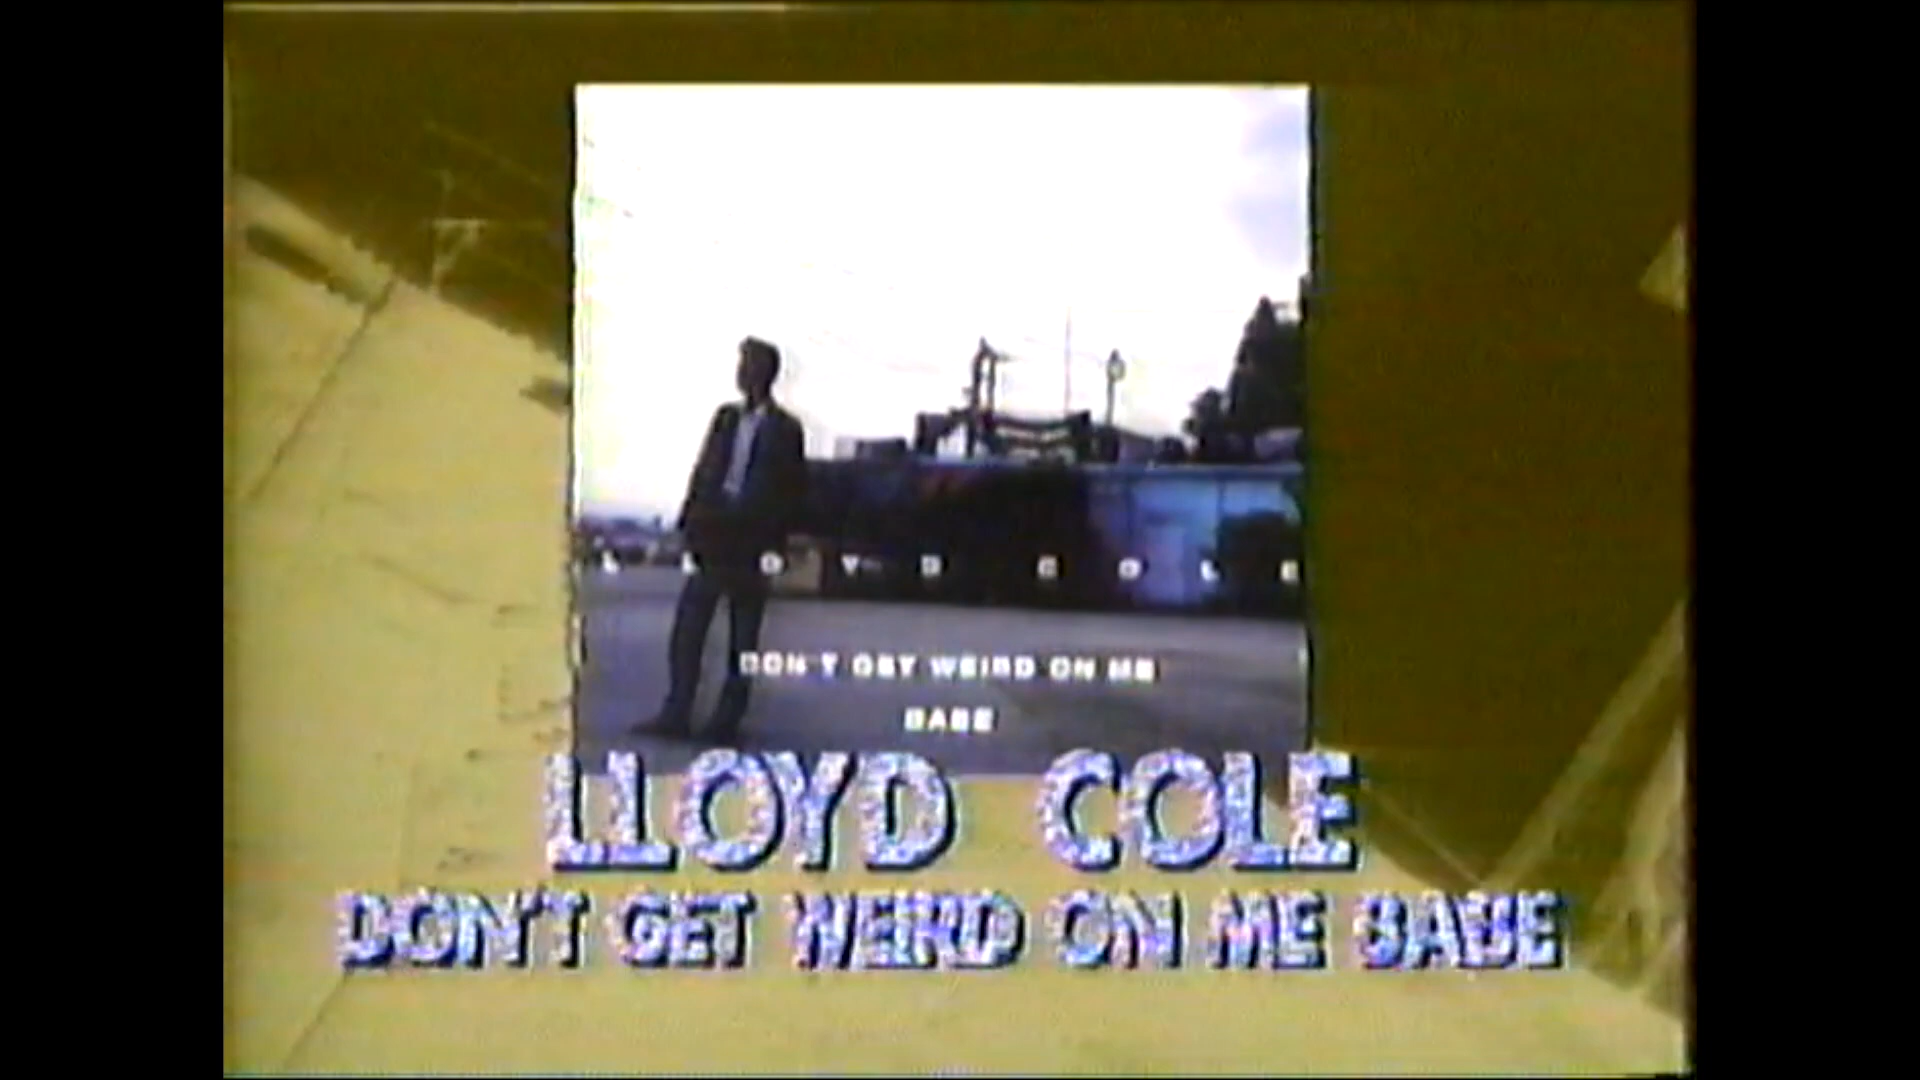 LLOYD COLE
DON'T GET WEIRD ON ME
BABE
LLOYD COLE
DON'T GET WEIRD ON ME BABE